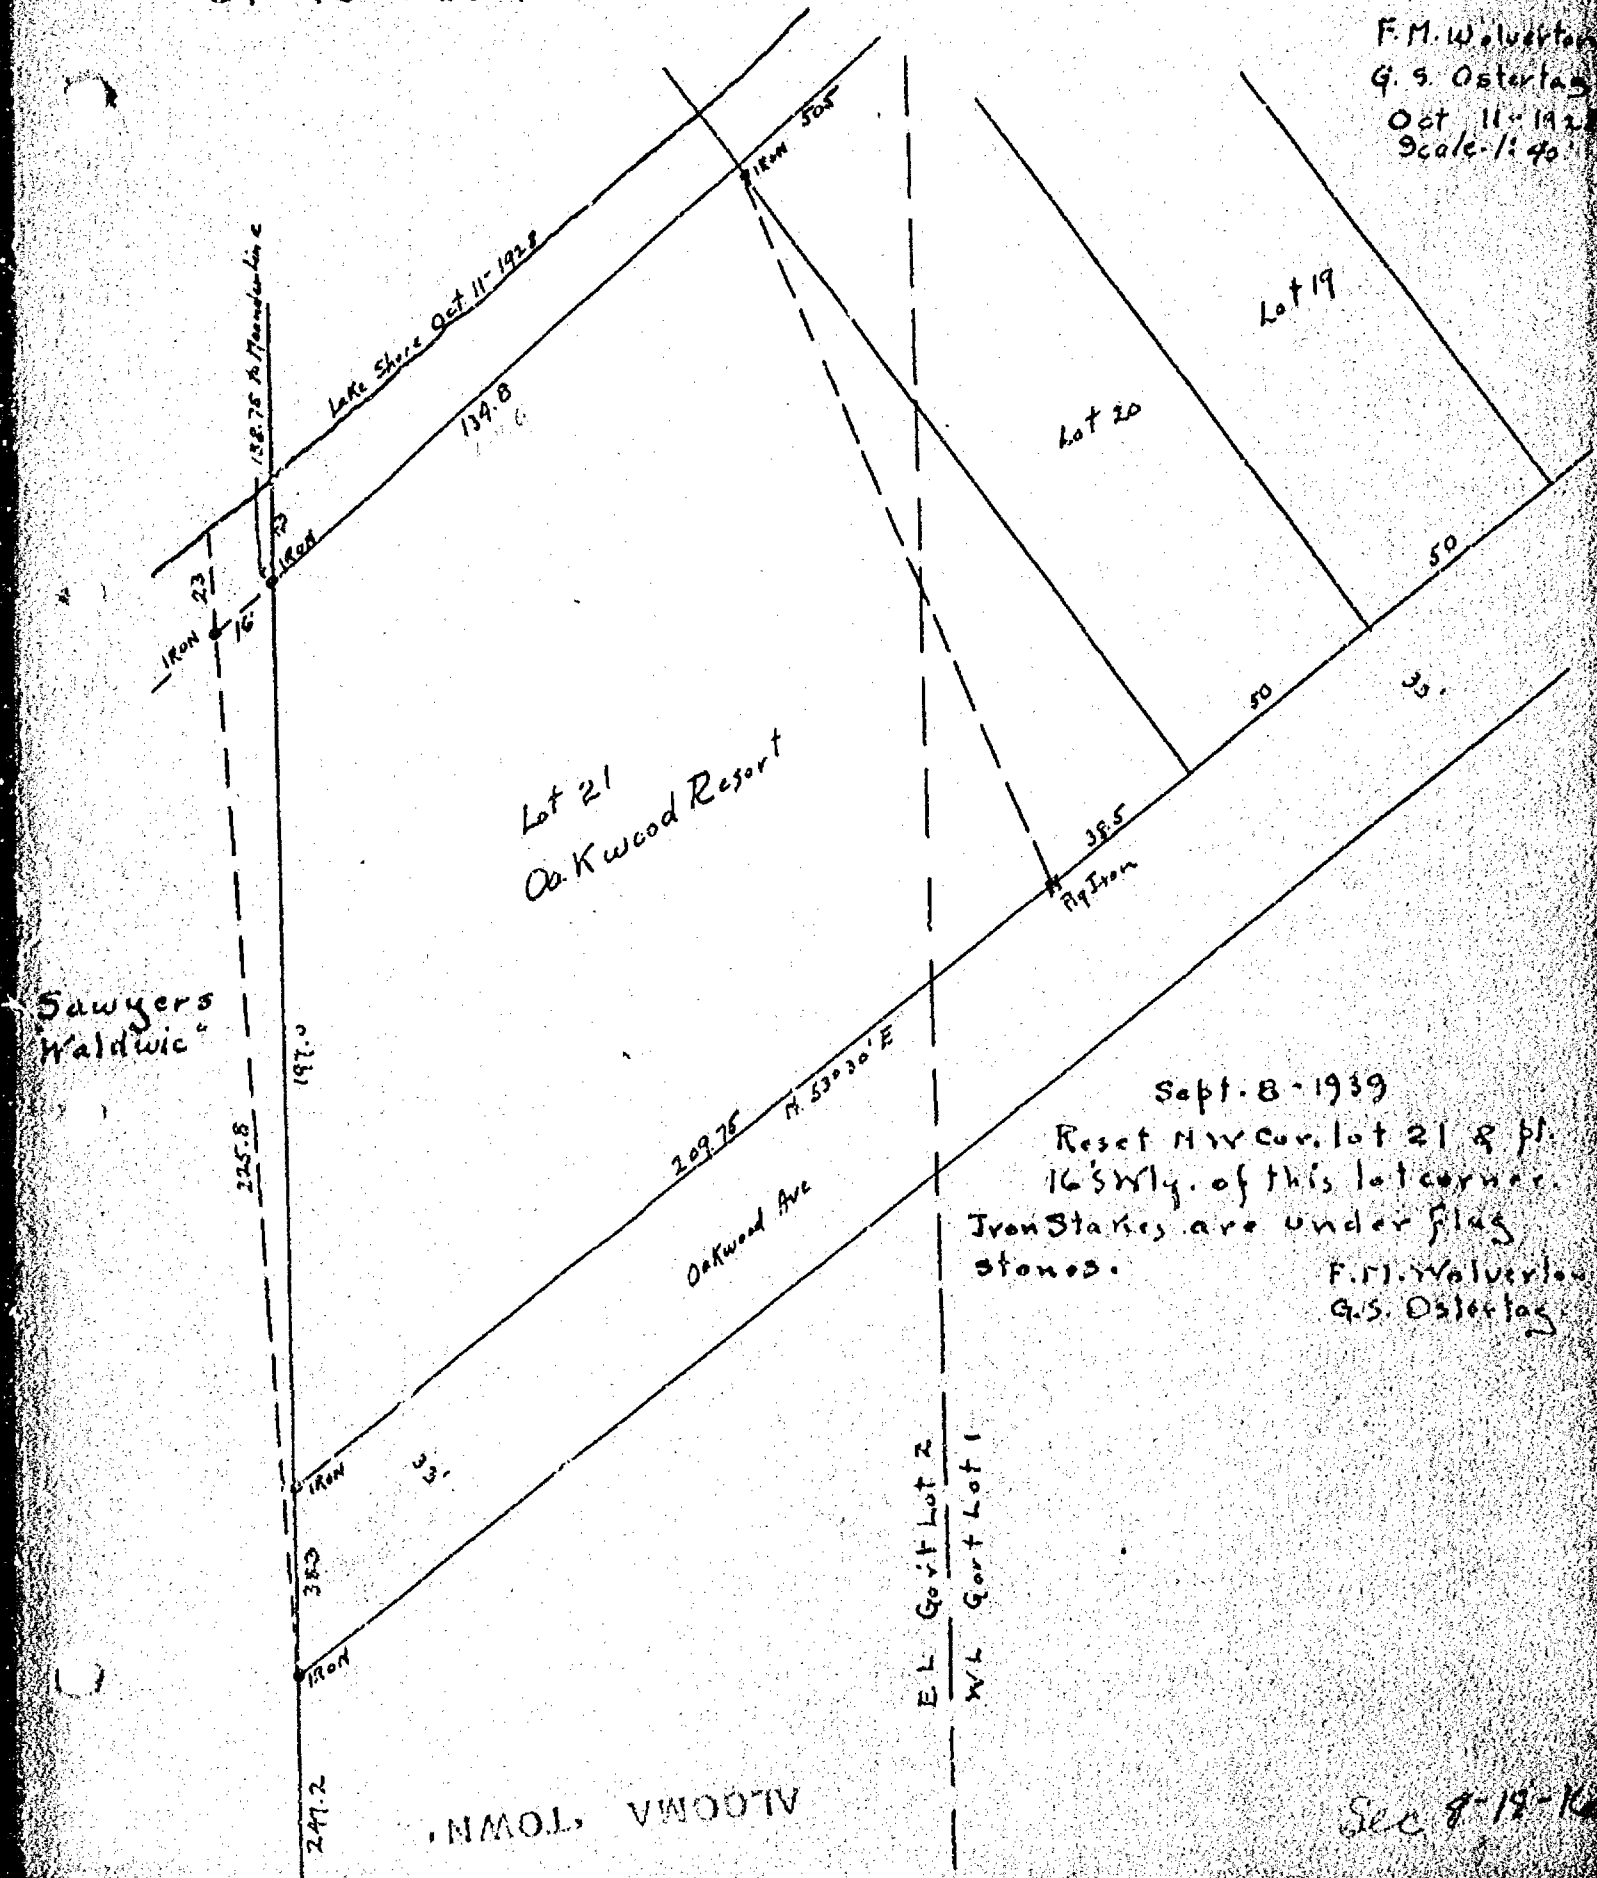 F. M. Wolverton
G. S. Ostertag
Oct 11-192
Scale 1:40'
505
IRON
138.75 to Meander line
Lake Shore Oct. 11-1928
134.8
Lot 19
Lot 20
23
IRON
23
16
IRON
50
50
33'
Lot 21
Oakwood Resort
38.5
Iron
Sawyers
"Waldwic"
197.0
225.8
209.75
N. 53° 30' E
Oakwood Ave
Sept. 8-1939
Reset NW Cor. lot 21 & pt.
16' SWly. of this lot corner.
Iron Stakes are under flag
stones.
F. M. Wolverton
G.S. Ostertag
IRON
33'
38.3
IRON
E L Gov't Lot 2
W L Gov't Lot 1
247.2
ALGOMA 'TOWN'
Sec 8-18-16